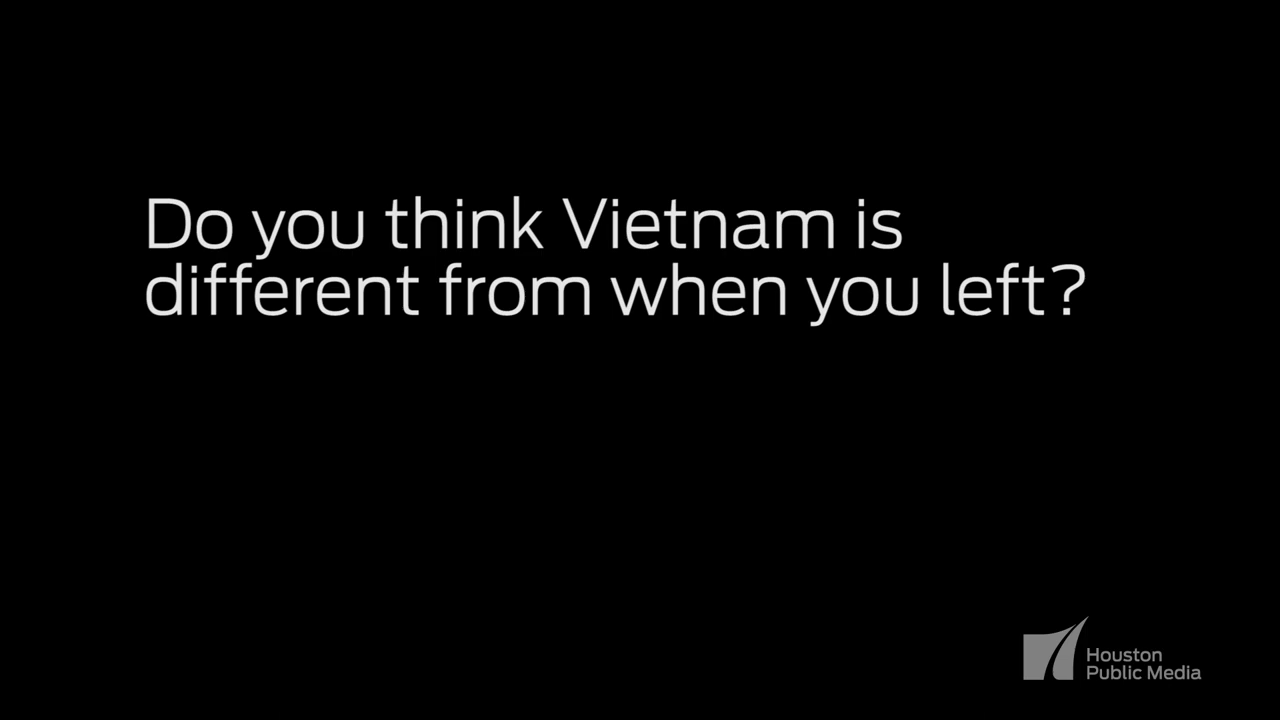 Do you think Vietnam is
different from when you left?
Houston
Public Media